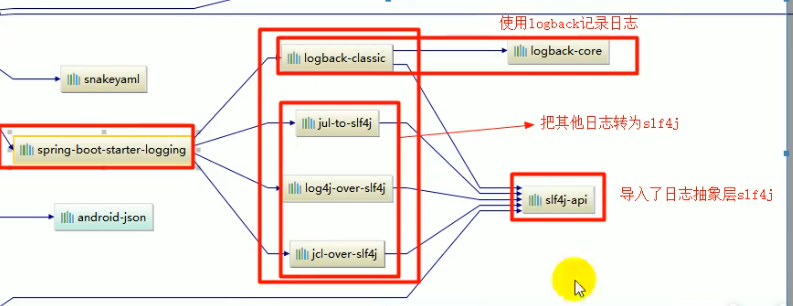 使用logback记录日志
logback-classic
logback-core
snakeyaml
jul-to-slf4j
把其他日志转为slf4j
spring-boot-starter-logging
log4j-over-slf4j
slf4j-api
导入了日志抽象层slf4j
android-json
jcl-over-slf4j